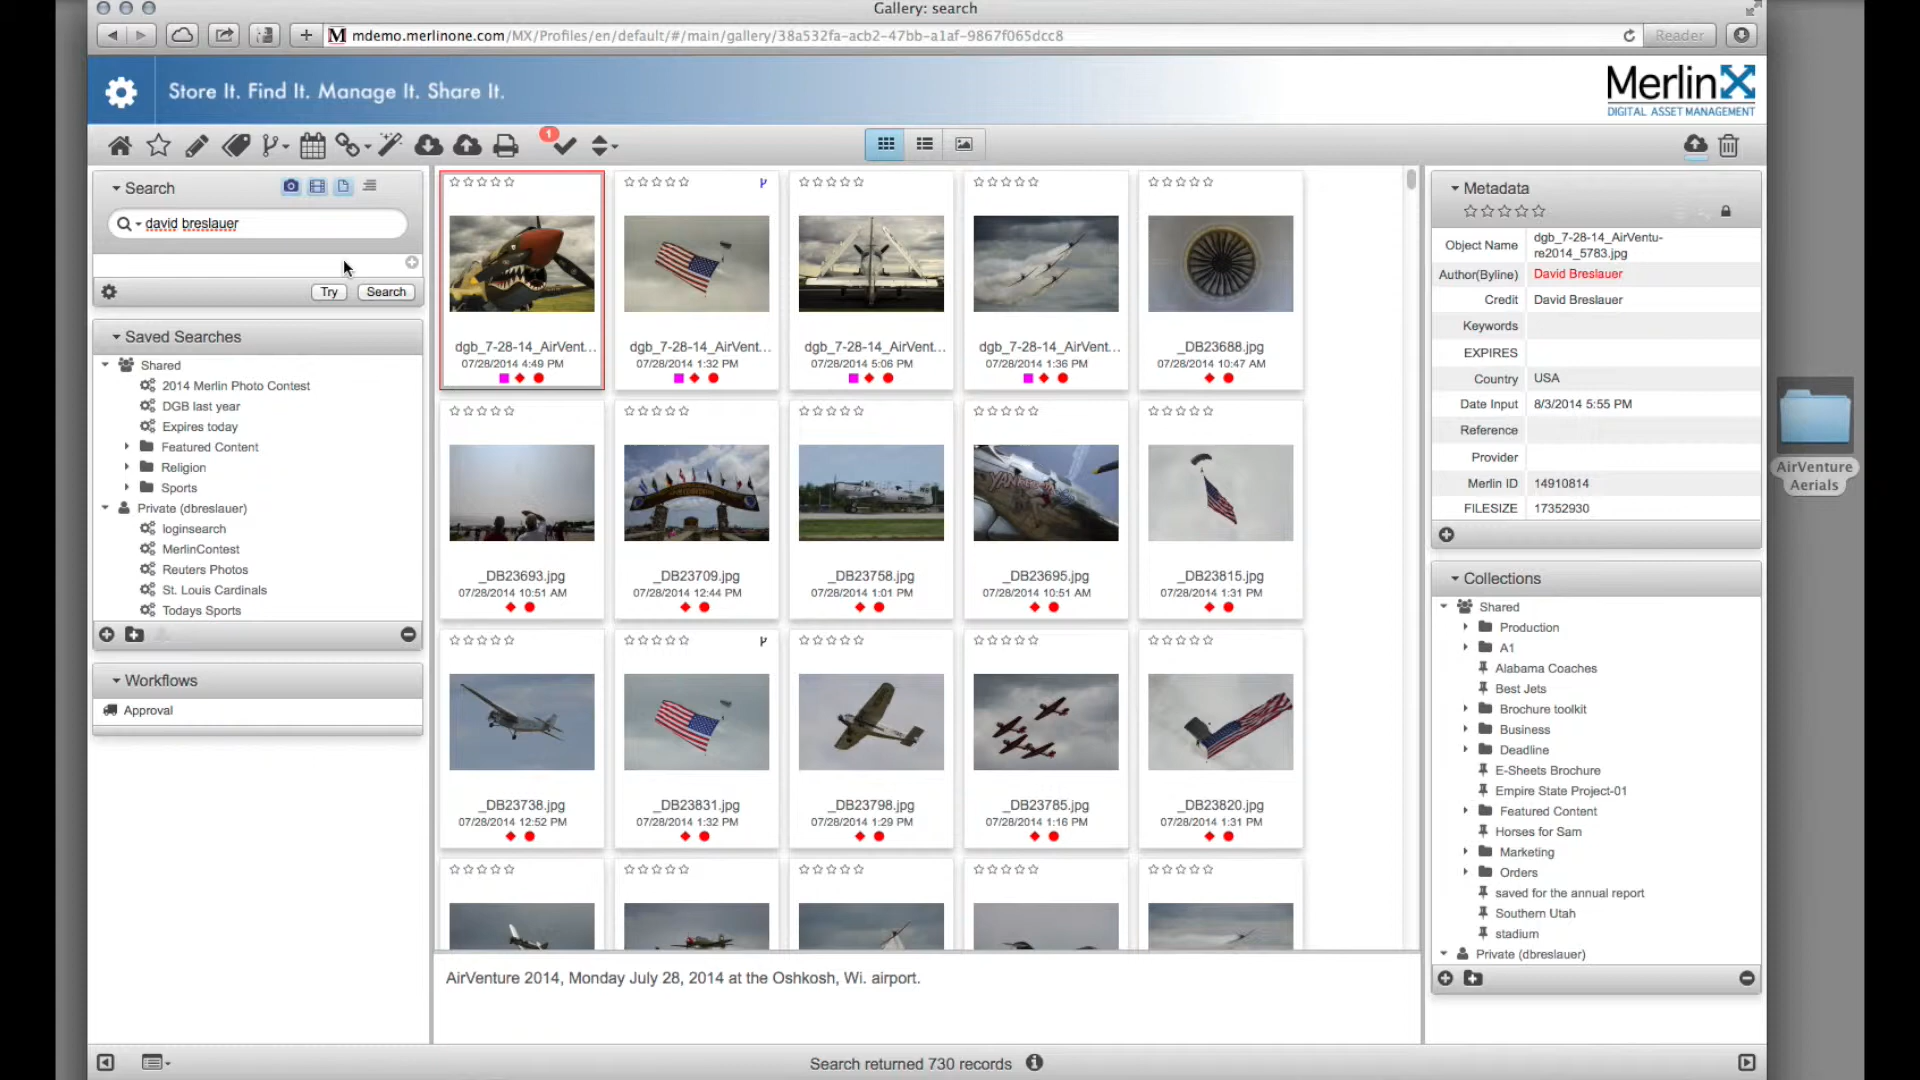 Gallery: search
mdemo.merlinone.com/MX/Profiles/en/default/#/main/gallery/38a532fa-acb2-47bb-a1af-9867f065dcc8
Reader
Store It. Find It. Manage It. Share It.
MerlinX
DIGITAL ASSET MANAGEMENT
1
Search
david breslauer
Try
Search
Saved Searches
Shared
2014 Merlin Photo Contest
DGB last year
Expires today
Featured Content
Religion
Sports
Private (dbreslauer)
loginsearch
MerlinContest
Reuters Photos
St. Louis Cardinals
Todays Sports
Workflows
Approval
dgb_7-28-14_AirVent...
07/28/2014 4:49 PM
dgb_7-28-14_AirVent...
07/28/2014 1:32 PM
dgb_7-28-14_AirVent...
07/28/2014 5:06 PM
dgb_7-28-14_AirVent...
07/28/2014 1:36 PM
_DB23688.jpg
07/28/2014 10:47 AM
_DB23693.jpg
07/28/2014 10:51 AM
_DB23709.jpg
07/28/2014 12:44 PM
_DB23758.jpg
07/28/2014 1:01 PM
_DB23695.jpg
07/28/2014 10:51 AM
_DB23815.jpg
07/28/2014 1:31 PM
_DB23738.jpg
07/28/2014 12:52 PM
_DB23831.jpg
07/28/2014 1:32 PM
_DB23798.jpg
07/28/2014 1:29 PM
_DB23785.jpg
07/28/2014 1:16 PM
_DB23820.jpg
07/28/2014 1:31 PM
AirVenture 2014, Monday July 28, 2014 at the Oshkosh, Wi. airport.
Search returned 730 records
Metadata
Object Name dgb_7-28-14_AirVentu-
re2014_5783.jpg
Author(Byline) David Breslauer
Credit David Breslauer
Keywords
EXPIRES
Country USA
Date Input 8/3/2014 5:55 PM
Reference
Provider
Merlin ID 14910814
FILESIZE 17352930
Collections
Shared
Production
A1
Alabama Coaches
Best Jets
Brochure toolkit
Business
Deadline
E-Sheets Brochure
Empire State Project-01
Featured Content
Horses for Sam
Marketing
Orders
saved for the annual report
Southern Utah
stadium
Private (dbreslauer)
AirVenture
Aerials